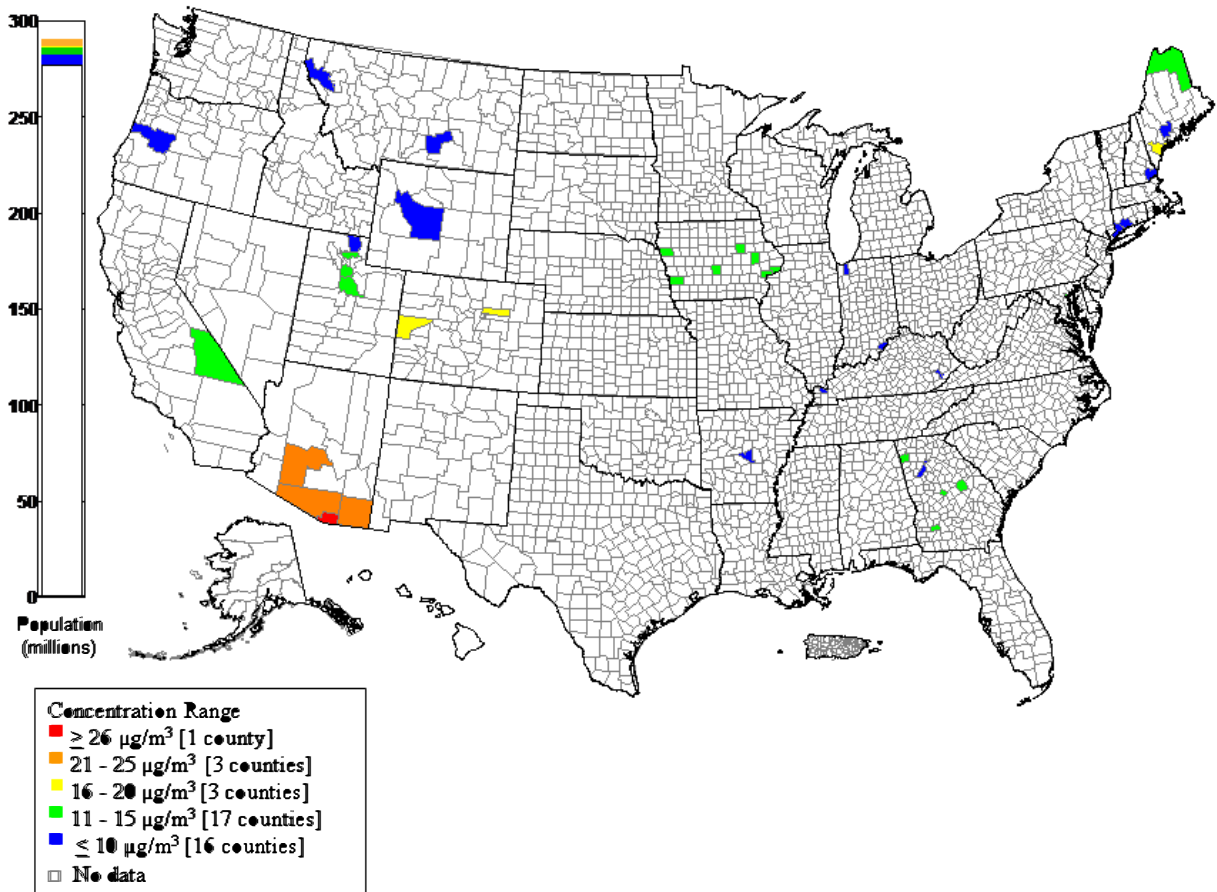 300
250
200
150
100
50
0
Population
(millions)
Concentration Range
≥ 26 µg/m³ [1 county]
21 - 25 µg/m³ [3 counties]
16 - 20 µg/m³ [3 counties]
11 - 15 µg/m³ [17 counties]
≤ 10 µg/m³ [16 counties]
No data